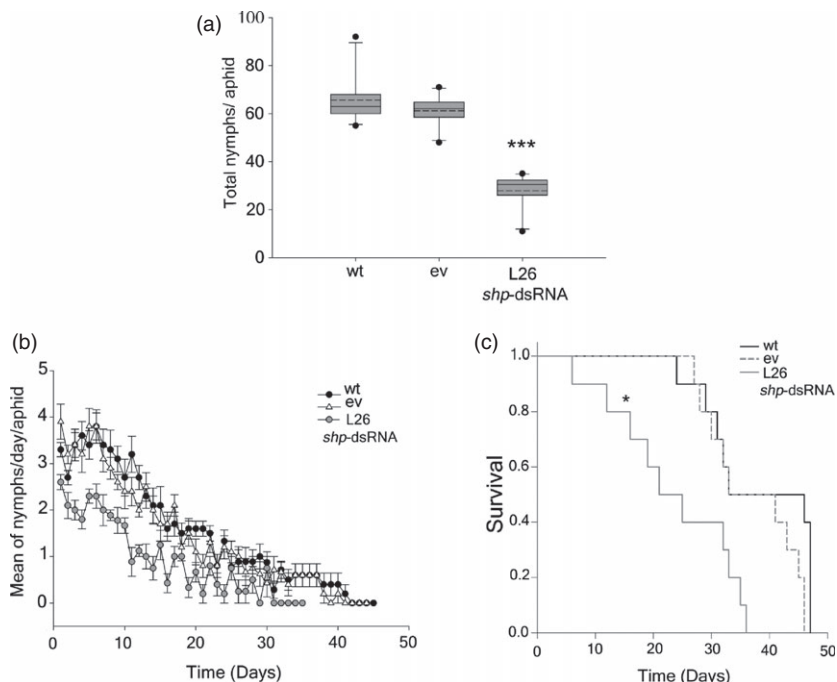 (a)
100
80
60
40
20
0
Total nymphs/ aphid
***
wt
ev
L26
shp-dsRNA
(b)
5
4
3
2
1
0
Mean of nymphs/day/aphid
wt
ev
L26
shp-dsRNA
0
10
20
30
40
50
Time (Days)
(c)
wt
ev
L26
shp-dsRNA
1.0
0.8
0.6
0.4
0.2
0.0
Survival
*
0
10
20
30
40
50
Time (Days)